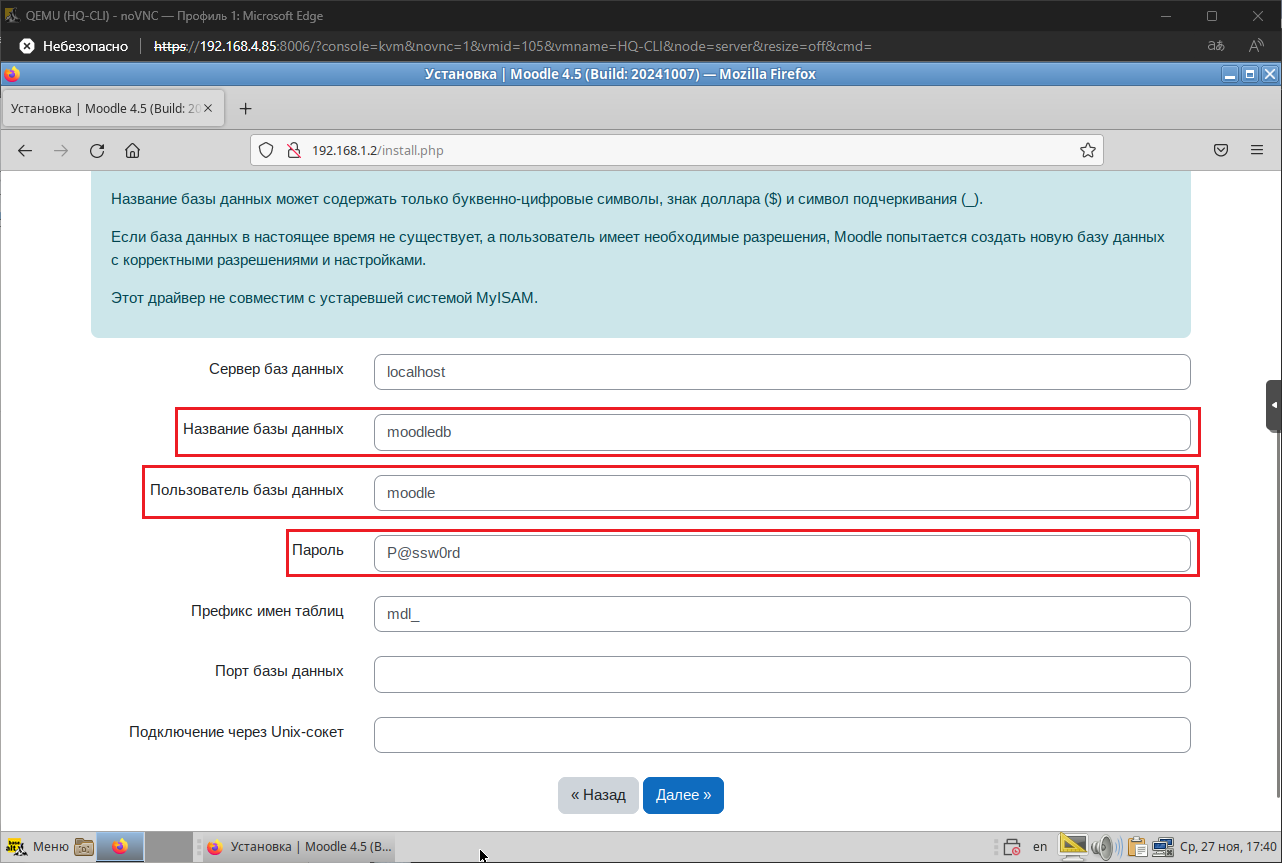 QEMU (HQ-CLI) - noVNC — Профиль 1: Microsoft Edge
Небезопасно https://192.168.4.85:8006/?console=kvm&novnc=1&vmid=105&vmname=HQ-CLI&node=server&resize=off&cmd=
Установка | Moodle 4.5 (Build: 20241007) — Mozilla Firefox
Установка | Moodle 4.5 (Build: 20
192.168.1.2/install.php
Название базы данных может содержать только буквенно-цифровые символы, знак доллара ($) и символ подчеркивания (_).
Если база данных в настоящее время не существует, а пользователь имеет необходимые разрешения, Moodle попытается создать новую базу данных
с корректными разрешениями и настройками.
Этот драйвер не совместим с устаревшей системой MyISAM.
Сервер баз данных localhost
Название базы данных moodledb
Пользователь базы данных moodle
Пароль P@ssw0rd
Префикс имен таблиц mdl_
Порт базы данных
Подключение через Unix-сокет
« Назад Далее »
Меню Установка | Moodle 4.5 (B... en Ср, 27 ноя, 17:40